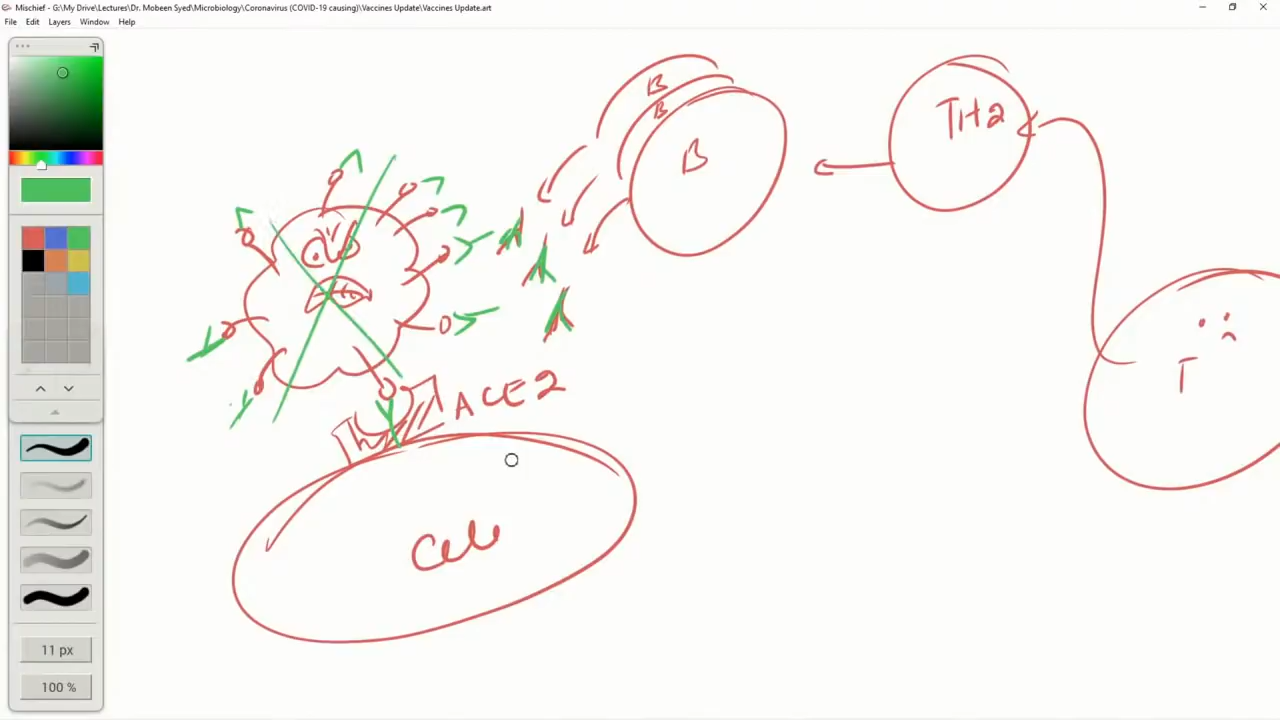 Mischief - G:\My Drive\Lectures\Dr. Mobeen Syed\Microbiology\Coronavirus (COVID-19 causing)\Vaccines Update\Vaccines Update.art
File Edit Layers Window Help
B
B
B
TH2
T
ACE2
Cell
11 px
100 %